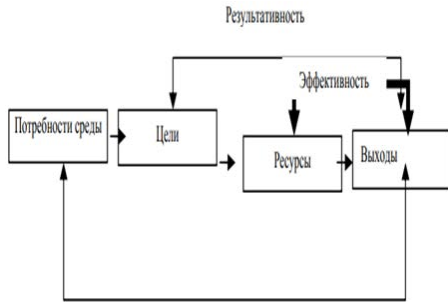 Результативность
Эффективность
Потребности среды
Цели
Ресурсы
Выходы